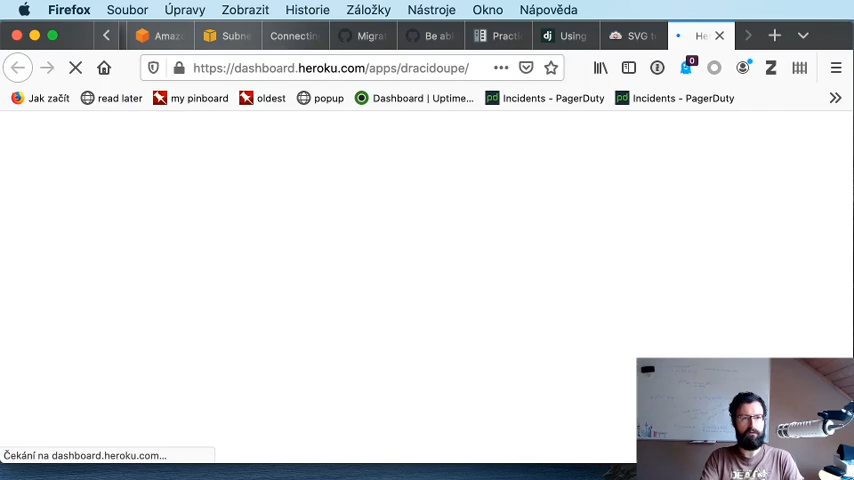 Firefox Soubor Úpravy Zobrazit Historie Záložky Nástroje Okno Nápověda
Amaz Subne Connectin Migrat Be abl Practi Using SVG t He
https://dashboard.heroku.com/apps/dracidoupe/
0
Jak začít read later my pinboard oldest popup Dashboard | Uptime... Incidents - PagerDuty Incidents - PagerDuty
Čekání na dashboard.heroku.com...